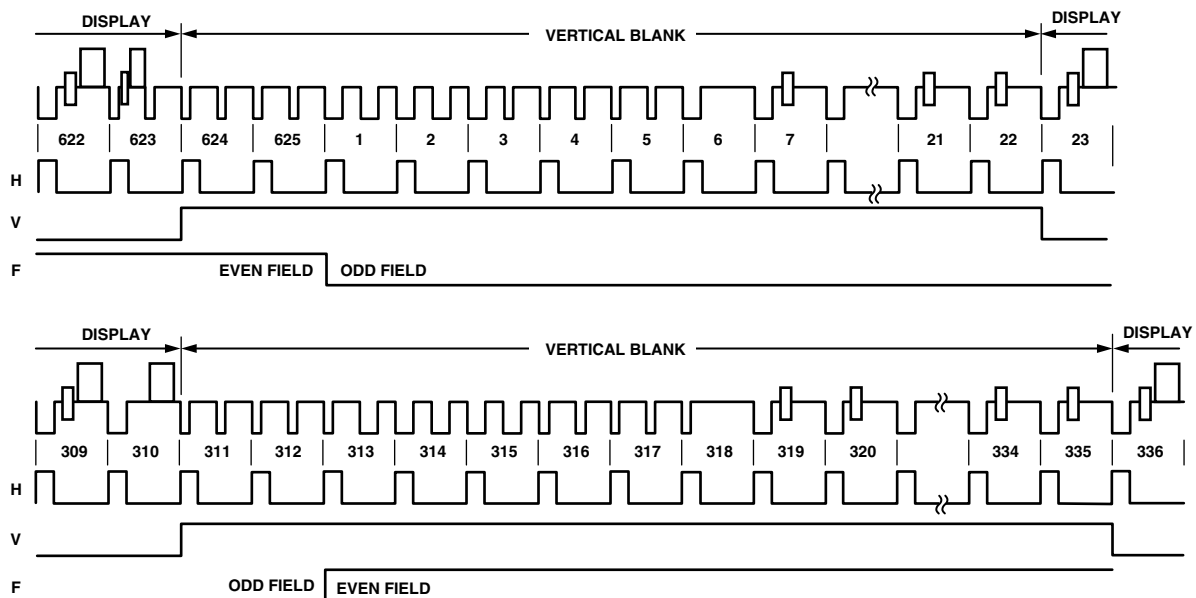 DISPLAY VERTICAL BLANK DISPLAY
622 623 624 625 1 2 3 4 5 6 7 21 22 23
H
V
F EVEN FIELD ODD FIELD
DISPLAY VERTICAL BLANK DISPLAY
309 310 311 312 313 314 315 316 317 318 319 320 334 335 336
H
V
F ODD FIELD EVEN FIELD